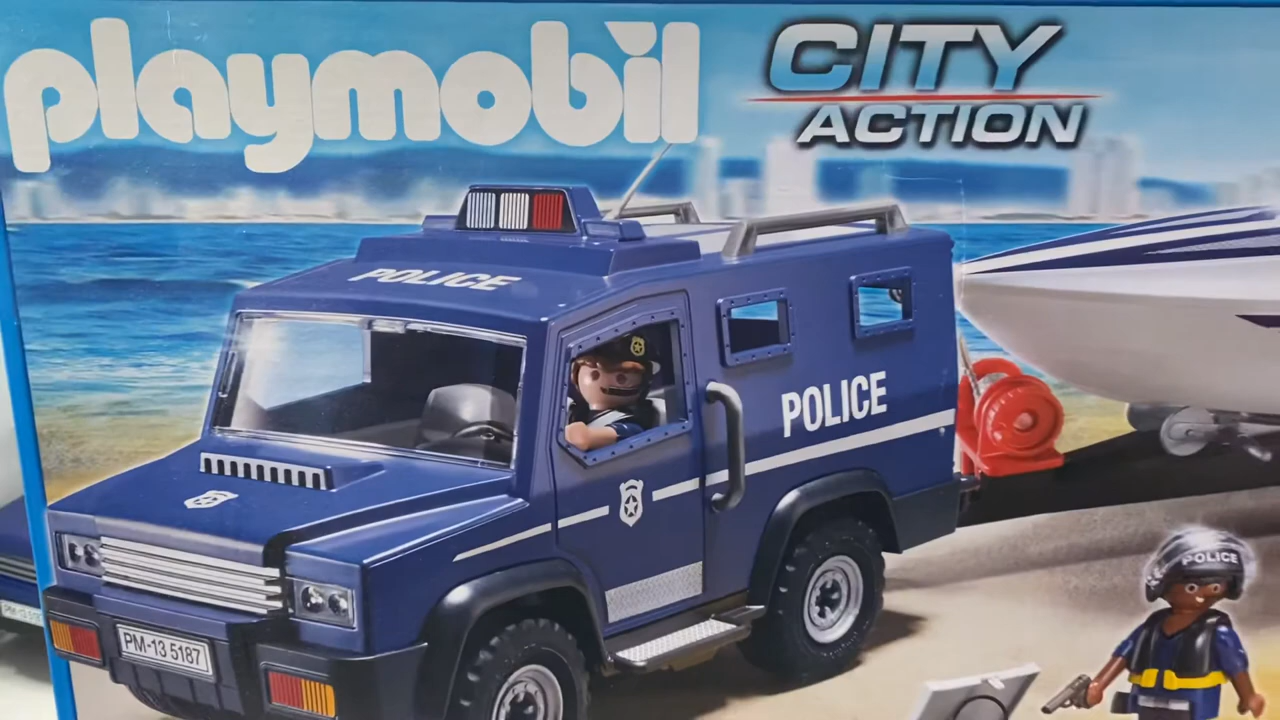 playmobil
CITY
ACTION
POLICE
POLICE
PM-13 5187
POLICE